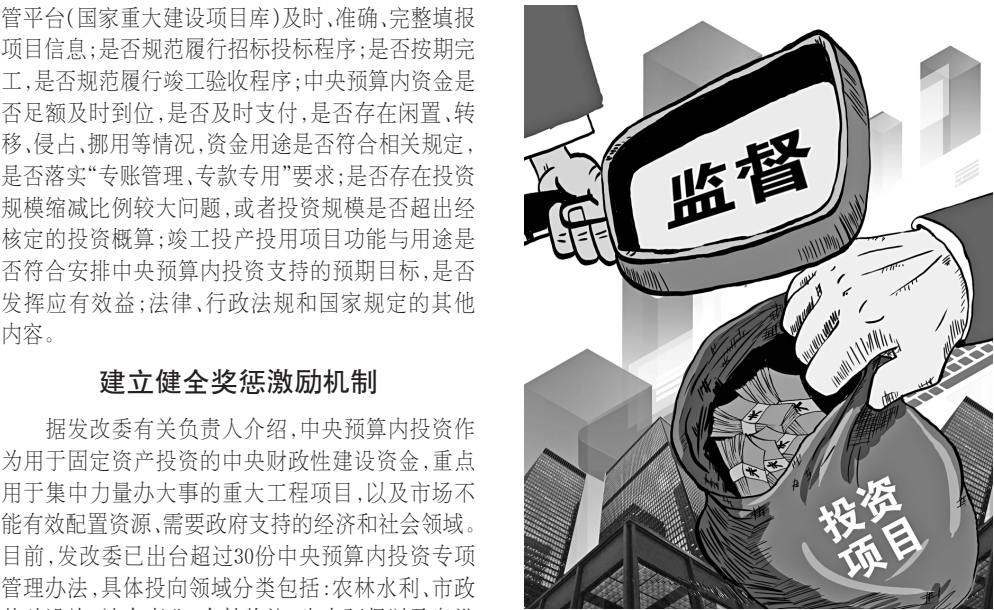 管平台(国家重大建设项目库)及时、准确、完整填报
项目信息;是否规范履行招标投标程序;是否按期完
工,是否规范履行竣工验收程序;中央预算内资金是
否足额及时到位,是否及时支付,是否存在闲置、转
移、侵占、挪用等情况,资金用途是否符合相关规定,
是否落实“专账管理、专款专用”要求;是否存在投资
规模缩减比例较大问题,或者投资规模是否超出经
核定的投资概算;竣工投产投用项目功能与用途是
否符合安排中央预算内投资支持的预期目标,是否
发挥应有效益;法律、行政法规和国家规定的其他
内容。
建立健全奖惩激励机制
据发改委有关负责人介绍,中央预算内投资作
为用于固定资产投资的中央财政性建设资金,重点
用于集中力量办大事的重大工程项目,以及市场不
能有效配置资源、需要政府支持的经济和社会领域。
目前,发改委已出台超过30份中央预算内投资专项
管理办法,具体投向领域分类包括:农林水利、市政
监督
投资
项目